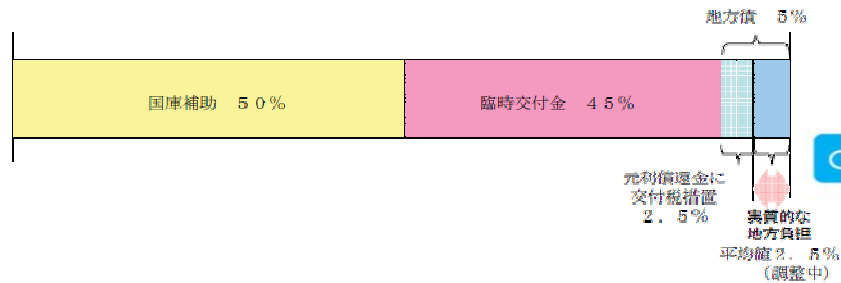 地方債　５％
国庫補助　５０％
臨時交付金　４５％
元利償還金に
交付税措置
２．５％
実質的な
地方負担
平均値２．５％
（調整中）